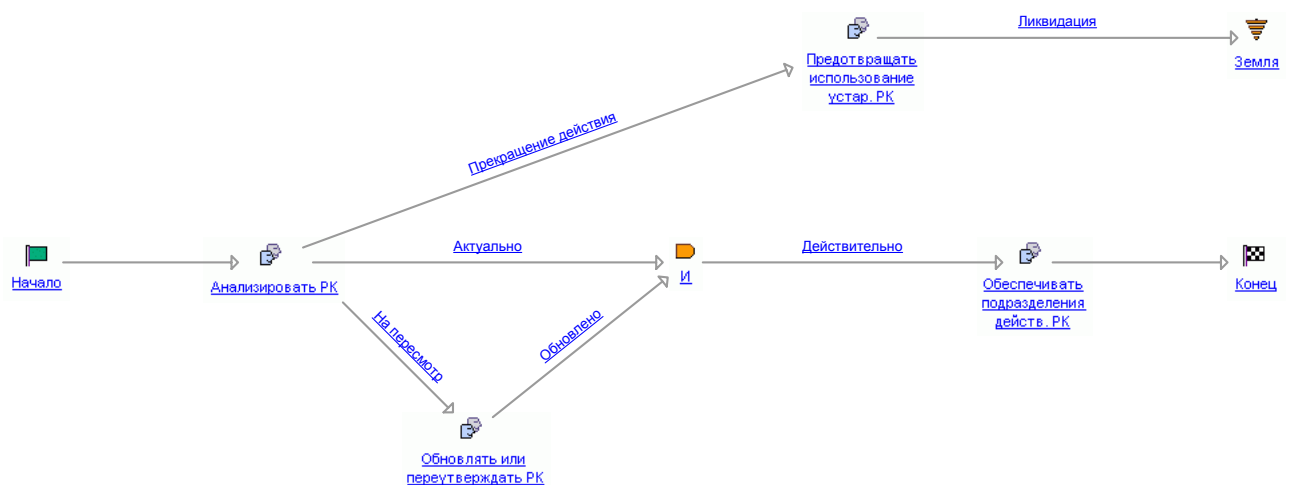 Ликвидация
Предотвращать
использование
устар. РК
Земля
Прекращение действия
Начало
Анализировать РК
Актуально
И
Действительно
Обеспечивать
подразделения
действ. РК
Конец
На пересмотр
Обновлено
Обновлять или
переутверждать РК